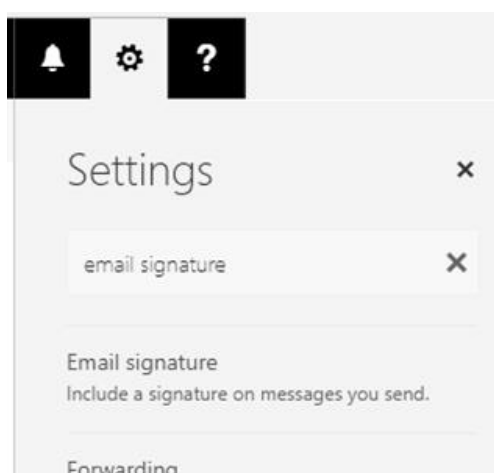 ?
Settings
email signature
Email signature
Include a signature on messages you send.
Forwarding